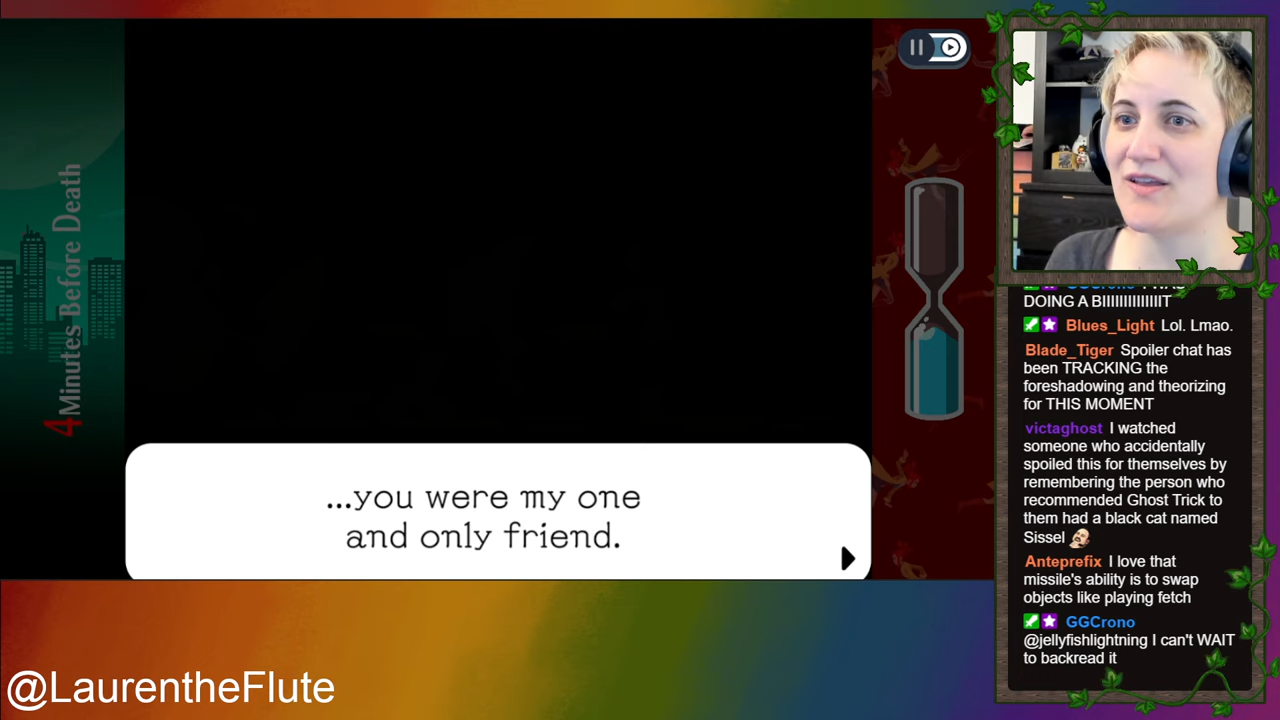 4 Minutes Before Death
...you were my one
and only friend.
@LaurentheFlute
DOING A BIIIIIIIIIIIIIIT
Blues_Light Lol. Lmao.
Blade_Tiger Spoiler chat has
been TRACKING the
foreshadowing and theorizing
for THIS MOMENT
victaghost I watched
someone who accidentally
spoiled this for themselves by
remembering the person who
recommended Ghost Trick to
them had a black cat named
Sissel
Anteprefix I love that
missile's ability is to swap
objects like playing fetch
GGCrono
@jellyfishlightning I can't WAIT
to backread it